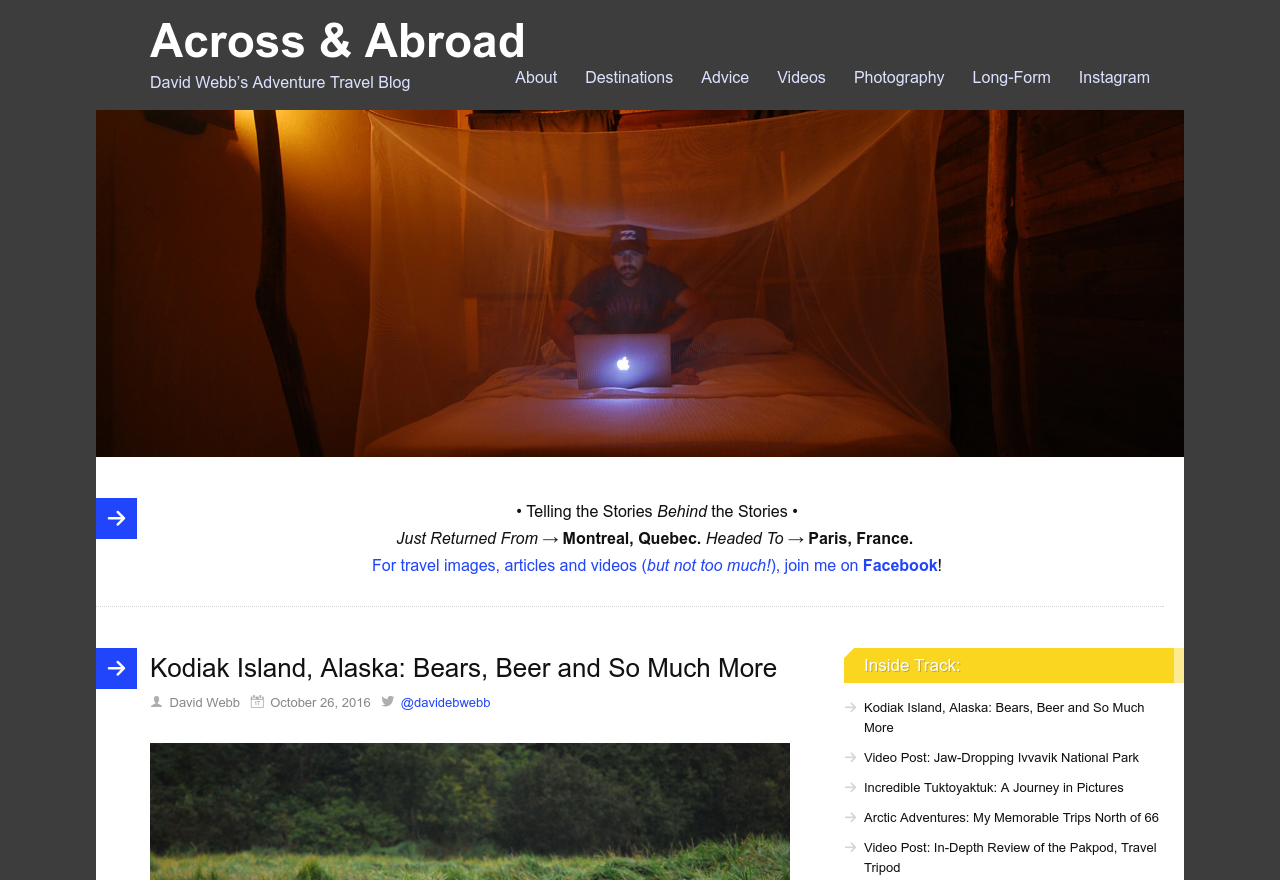 Across & Abroad
David Webb's Adventure Travel Blog
About Destinations Advice Videos Photography Long-Form Instagram
• Telling the Stories Behind the Stories •
Just Returned From → Montreal, Quebec. Headed To → Paris, France.
For travel images, articles and videos (but not too much!), join me on Facebook!
Kodiak Island, Alaska: Bears, Beer and So Much More
David Webb October 26, 2016 @davidebwebb
Inside Track:
Kodiak Island, Alaska: Bears, Beer and So Much
More
Video Post: Jaw-Dropping Ivvavik National Park
Incredible Tuktoyaktuk: A Journey in Pictures
Arctic Adventures: My Memorable Trips North of 66
Video Post: In-Depth Review of the Pakpod, Travel
Tripod